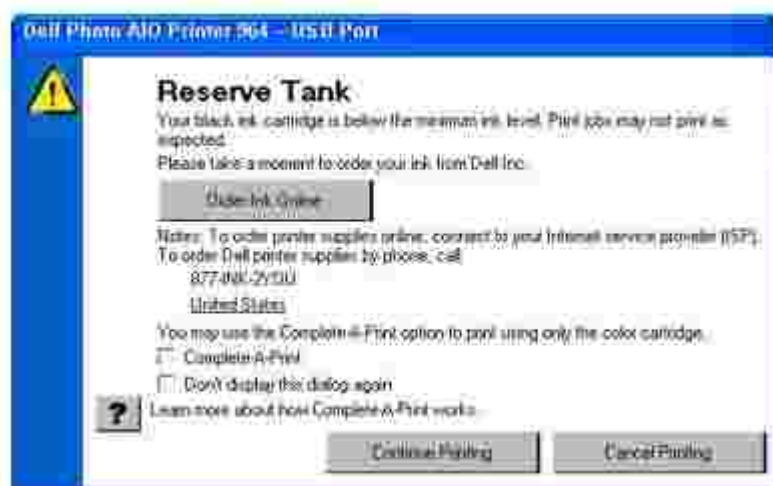 Dell Photo AIO Printer 964 - USB Port
Reserve Tank
Your black ink cartridge is below the minimum ink level. Print jobs may not print as
expected.
Please take a moment to order your ink from Dell Inc.
Order Ink Online
Notes: To order printer supplies online, connect to your Internet service provider (ISP).
To order Dell printer supplies by phone, call:
877-INK-2YOU
United States
You may use the Complete-A-Print option to print using only the color cartridge.
Complete-A-Print
Don't display this dialog again
? Learn more about how Complete-A-Print works.
Continue Printing
Cancel Printing